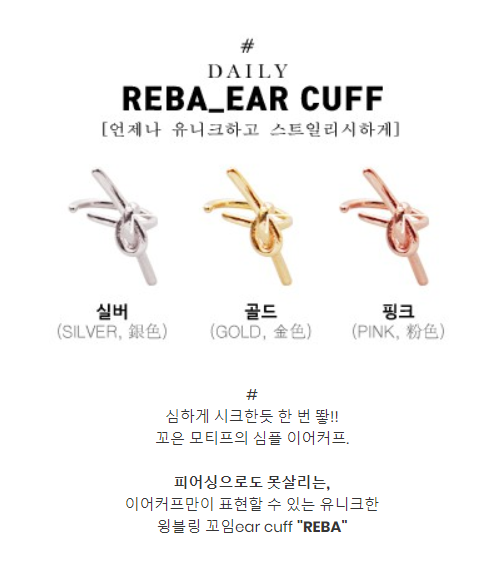 #
DAILY
REBA_EAR CUFF
[언제나 유니크하고 스트일리시하게]
실버 골드 핑크
(SILVER, 銀色) (GOLD, 金色) (PINK, 粉色)
#
심하게 시크한듯 한 번 뙇!!
꼬은 모티프의 심플 이어커프.
피어싱으로도 못살리는,
이어커프만이 표현할 수 있는 유니크한
윙블링 꼬임ear cuff "REBA"